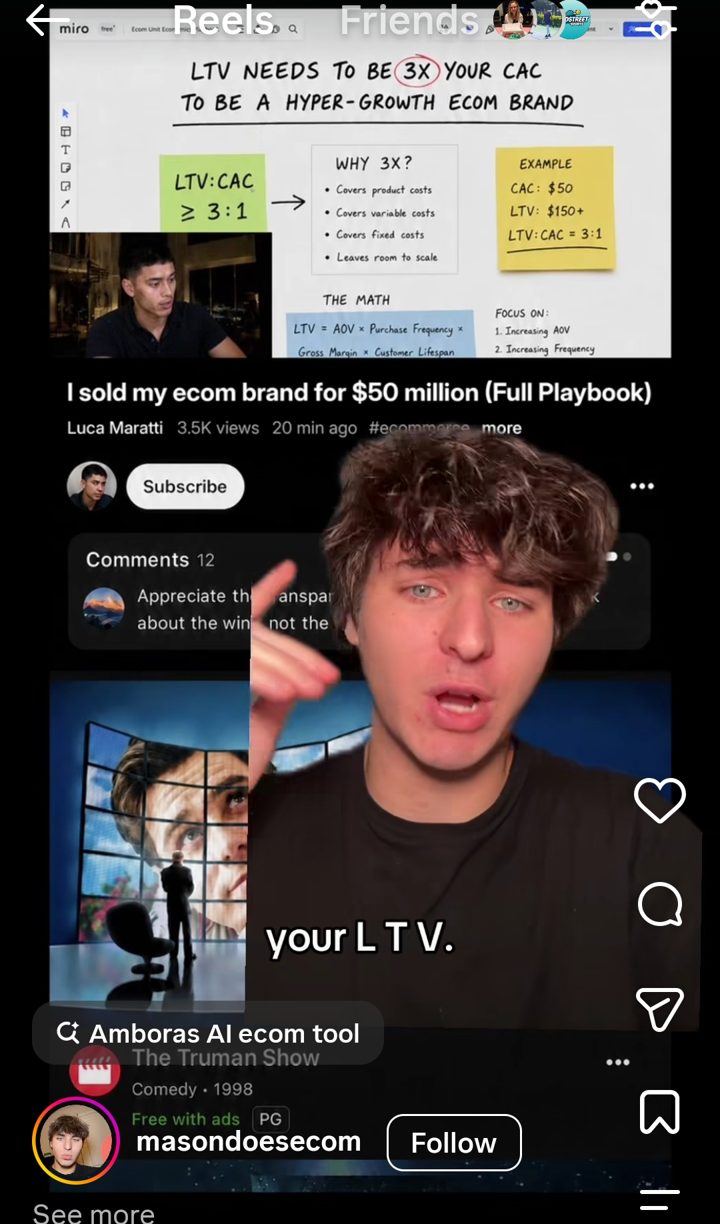 Reels
Friends
miro
free
LTV NEEDS TO BE 3X YOUR CAC
TO BE A HYPER-GROWTH ECOM BRAND
LTV:CAC
≥ 3:1
WHY 3X?
• Covers product costs
• Covers variable costs
• Covers fixed costs
• Leaves room to scale
EXAMPLE
CAC: $50
LTV: $150+
LTV:CAC = 3:1
THE MATH
LTV = AOV × Purchase Frequency ×
Gross Margin × Customer Lifespan
FOCUS ON:
1. Increasing AOV
2. Increasing Frequency
I sold my ecom brand for $50 million (Full Playbook)
Luca Maratti 3.5K views 20 min ago #ecommerce more
Subscribe
Comments 12
Appreciate
about the not the
your L T V.
Amboras AI ecom tool
The Truman Show
Comedy • 1998
Free with ads PG
masondoesecom
Follow
See more